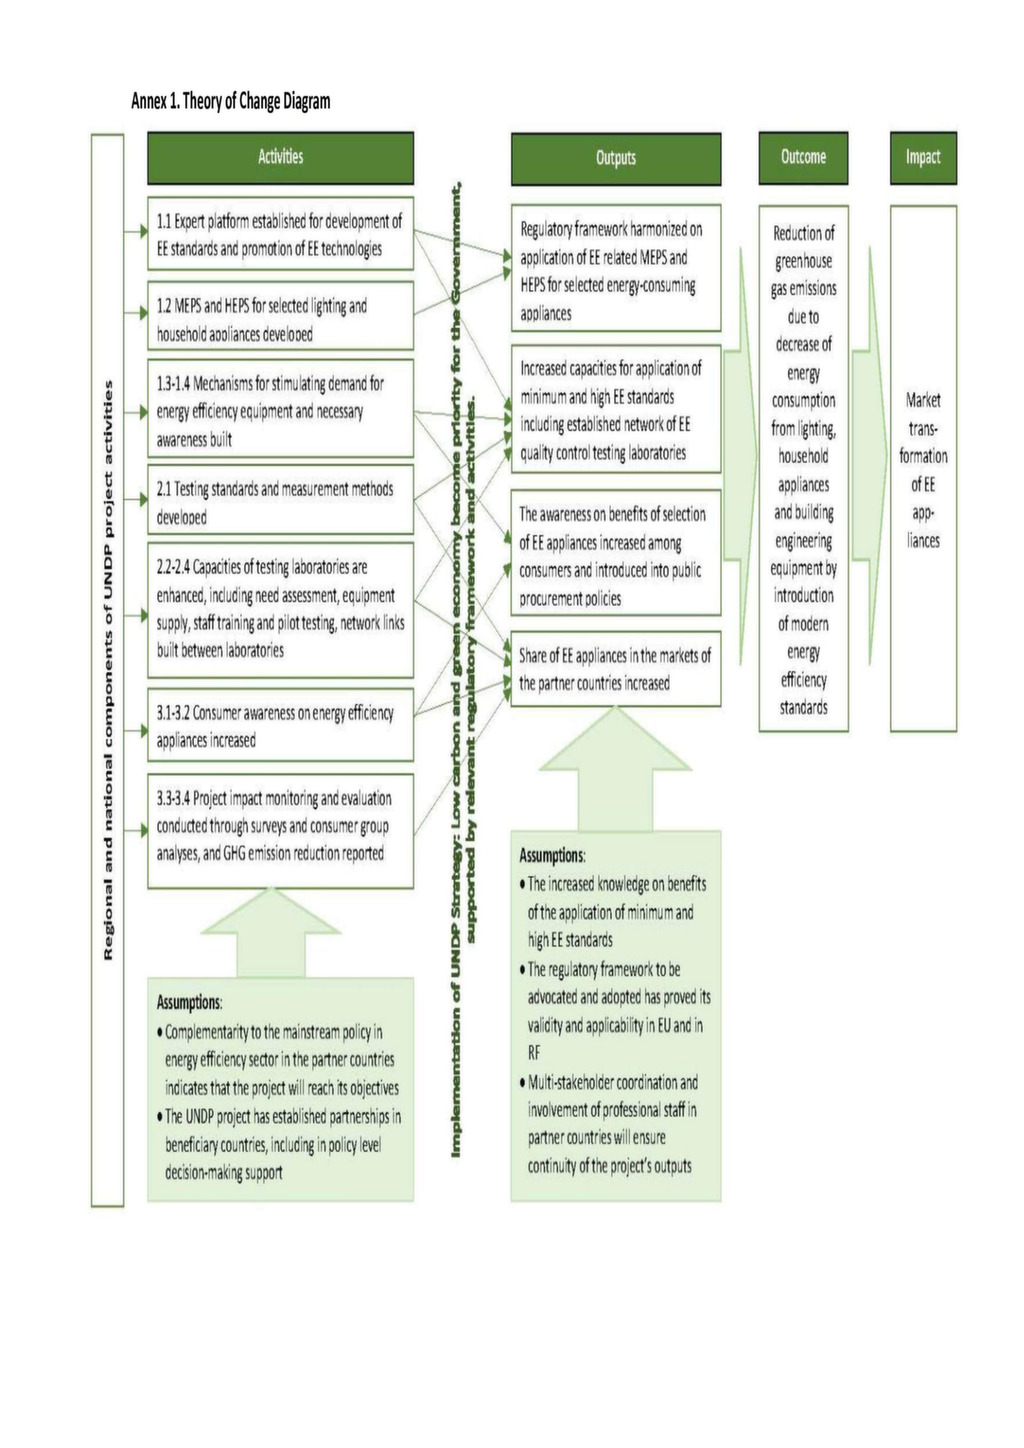 Annex 1. Theory of Change Diagram
Regional and national components of UNDP project activities
Activities
1.1 Expert platform established for development of
EE standards and promotion of EE technologies
1.2 MEPS and HEPS for selected lighting and
household appliances developed
1.3-1.4 Mechanisms for stimulating demand for
energy efficiency equipment and necessary
awareness built
2.1 Testing standards and measurement methods
developed
2.2-2.4 Capacities of testing laboratories are
enhanced, including need assessment, equipment
supply, staff training and pilot testing, network links
built between laboratories
3.1-3.2 Consumer awareness on energy efficiency
appliances increased
3.3-3.4 Project impact monitoring and evaluation
conducted through surveys and consumer group
analyses, and GHG emission reduction reported
Assumptions:
• Complementarity to the mainstream policy in
energy efficiency sector in the partner countries
indicates that the project will reach its objectives
• The UNDP project has established partnerships in
beneficiary countries, including in policy level
decision-making support
Implementation of UNDP Strategy: Low carbon and green economy become priority for the Government,
supported by relevant regulatory framework and activities.
Outputs
Regulatory framework harmonized on
application of EE related MEPS and
HEPS for selected energy-consuming
appliances
Increased capacities for application of
minimum and high EE standards
including established network of EE
quality control testing laboratories
The awareness on benefits of selection
of EE appliances increased among
consumers and introduced into public
procurement policies
Share of EE appliances in the markets of
the partner countries increased
Assumptions:
• The increased knowledge on benefits
of the application of minimum and
high EE standards
• The regulatory framework to be
advocated and adopted has proved its
validity and applicability in EU and in
RF
• Multi-stakeholder coordination and
involvement of professional staff in
partner countries will ensure
continuity of the project's outputs
Outcome
Reduction of
greenhouse
gas emissions
due to
decrease of
energy
consumption
from lighting,
household
appliances
and building
engineering
equipment by
introduction
of modern
energy
efficiency
standards
Impact
Market
trans-
formation
of EE
app-
liances